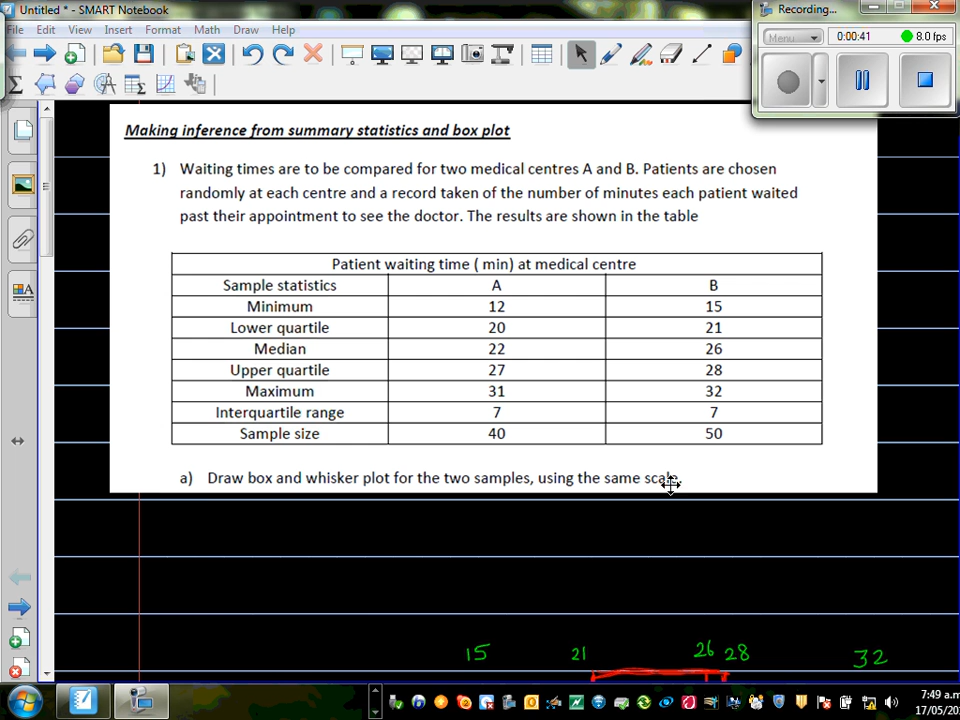 Untitled * - SMART Notebook
Recording...
File Edit View Insert Format Math Draw Help
Menu 0:00:41 8.0 fps
Making inference from summary statistics and box plot
1) Waiting times are to be compared for two medical centres A and B. Patients are chosen
randomly at each centre and a record taken of the number of minutes each patient waited
past their appointment to see the doctor. The results are shown in the table
Patient waiting time ( min) at medical centre
Sample statistics A B
Minimum 12 15
Lower quartile 20 21
Median 22 26
Upper quartile 27 28
Maximum 31 32
Interquartile range 7 7
Sample size 40 50
a) Draw box and whisker plot for the two samples, using the same scale.
15 21 26 28 32
7:49 a.m
17/05/20